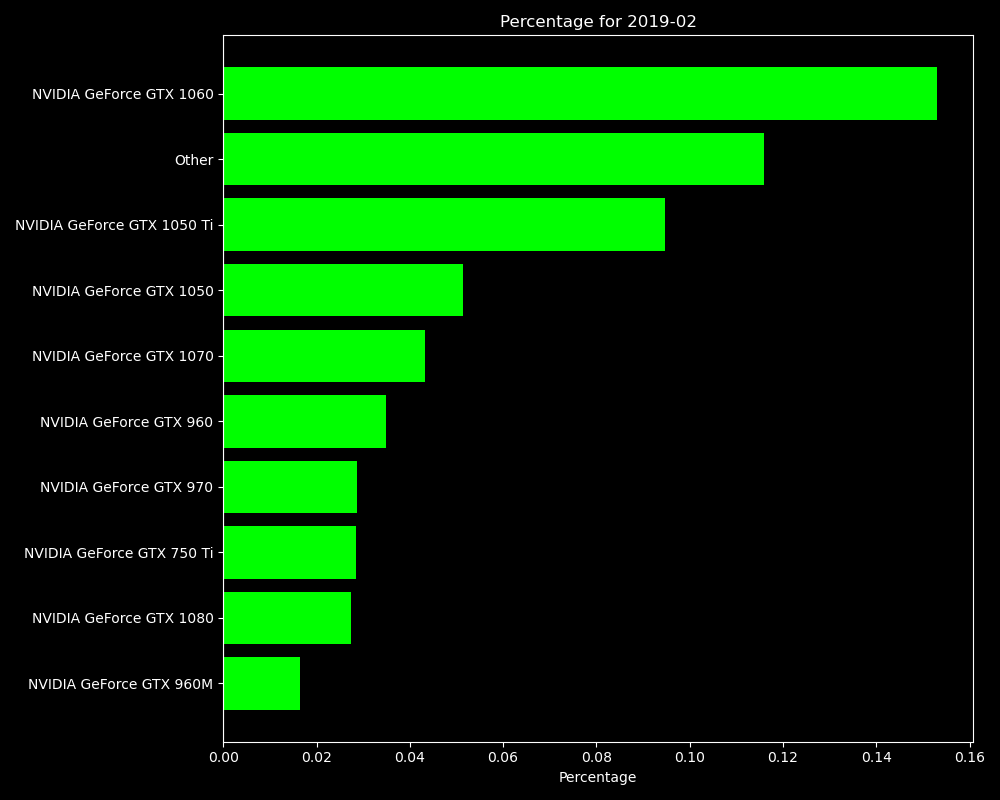 Percentage for 2019-02
NVIDIA GeForce GTX 1060
Other
NVIDIA GeForce GTX 1050 Ti
NVIDIA GeForce GTX 1050
NVIDIA GeForce GTX 1070
NVIDIA GeForce GTX 960
NVIDIA GeForce GTX 970
NVIDIA GeForce GTX 750 Ti
NVIDIA GeForce GTX 1080
NVIDIA GeForce GTX 960M
0.00 0.02 0.04 0.06 0.08 0.10 0.12 0.14 0.16
Percentage